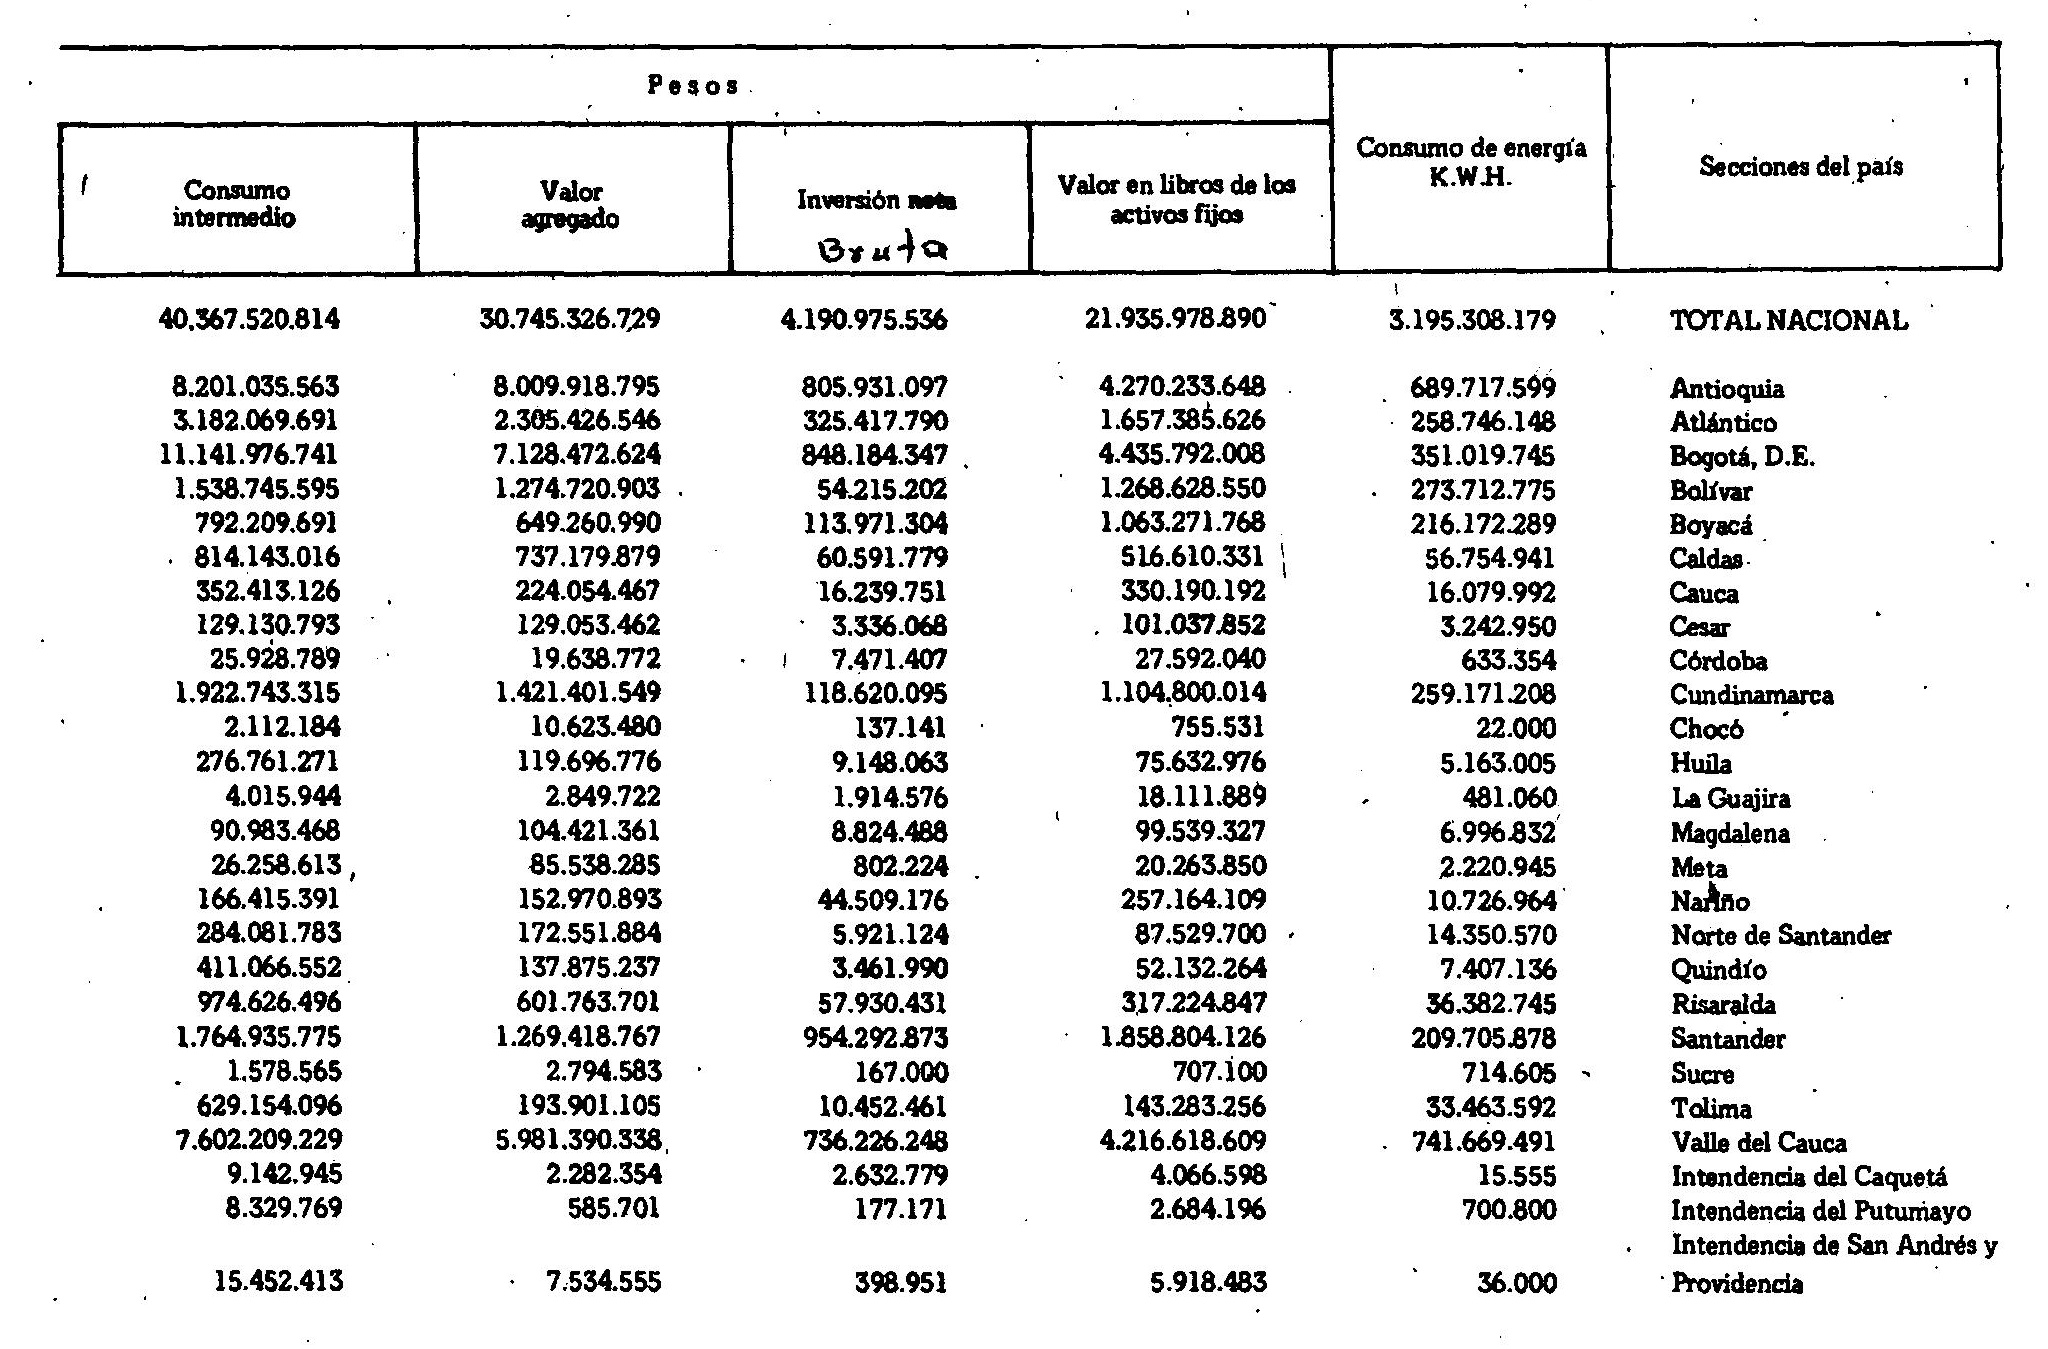 Pesos
Consumo intermedio Valor agregado Inversión neta Bruta Valor en libros de los activos fijos Consumo de energía K.W.H. Secciones del país
40.367.520.814 30.745.326.729 4.190.975.536 21.935.978.890 3.195.308.179 TOTAL NACIONAL
8.201.035.563 8.009.918.795 805.931.097 4.270.233.648 689.717.599 Antioquia
3.182.069.691 2.305.426.546 325.417.790 1.657.385.626 258.746.148 Atlántico
11.141.976.741 7.128.472.624 848.184.347 4.435.792.008 351.019.745 Bogotá, D.E.
1.538.745.595 1.274.720.903 54.215.202 1.268.628.550 273.712.775 Bolívar
792.209.691 649.260.990 113.971.304 1.063.271.768 216.172.289 Boyacá
814.143.016 737.179.879 60.591.779 516.610.331 56.754.941 Caldas
352.413.126 224.054.467 16.239.751 330.190.192 16.079.992 Cauca
129.130.793 129.053.462 3.336.068 101.037.852 3.242.950 Cesar
25.928.789 19.638.772 7.471.407 27.592.040 633.354 Córdoba
1.922.743.315 1.421.401.549 118.620.095 1.104.800.014 259.171.208 Cundinamarca
2.112.184 10.623.480 137.141 755.531 22.000 Chocó
276.761.271 119.696.776 9.148.063 75.632.976 5.163.005 Huila
4.015.944 2.849.722 1.914.576 18.111.889 481.060 La Guajira
90.983.468 104.421.361 8.824.488 99.539.327 6.996.832 Magdalena
26.258.613 85.538.285 802.224 20.263.850 2.220.945 Meta
166.415.391 152.970.893 44.509.176 257.164.109 10.726.964 Nariño
284.081.783 172.551.884 5.921.124 87.529.700 14.350.570 Norte de Santander
411.066.552 137.875.237 3.461.990 52.132.264 7.407.136 Quindío
974.626.496 601.763.701 57.930.431 317.224.847 36.382.745 Risaralda
1.764.935.775 1.269.418.767 954.292.873 1.858.804.126 209.705.878 Santander
1.578.565 2.794.583 167.000 707.100 714.605 Sucre
629.154.096 193.901.105 10.452.461 143.283.256 33.463.592 Tolima
7.602.209.229 5.981.390.338 736.226.248 4.216.618.609 741.669.491 Valle del Cauca
9.142.945 2.282.354 2.632.779 4.066.598 15.555 Intendencia del Caquetá
8.329.769 585.701 177.171 2.684.196 700.800 Intendencia del Putumayo
Intendencia de San Andrés y
15.452.413 7.534.555 398.951 5.918.483 36.000 Providencia